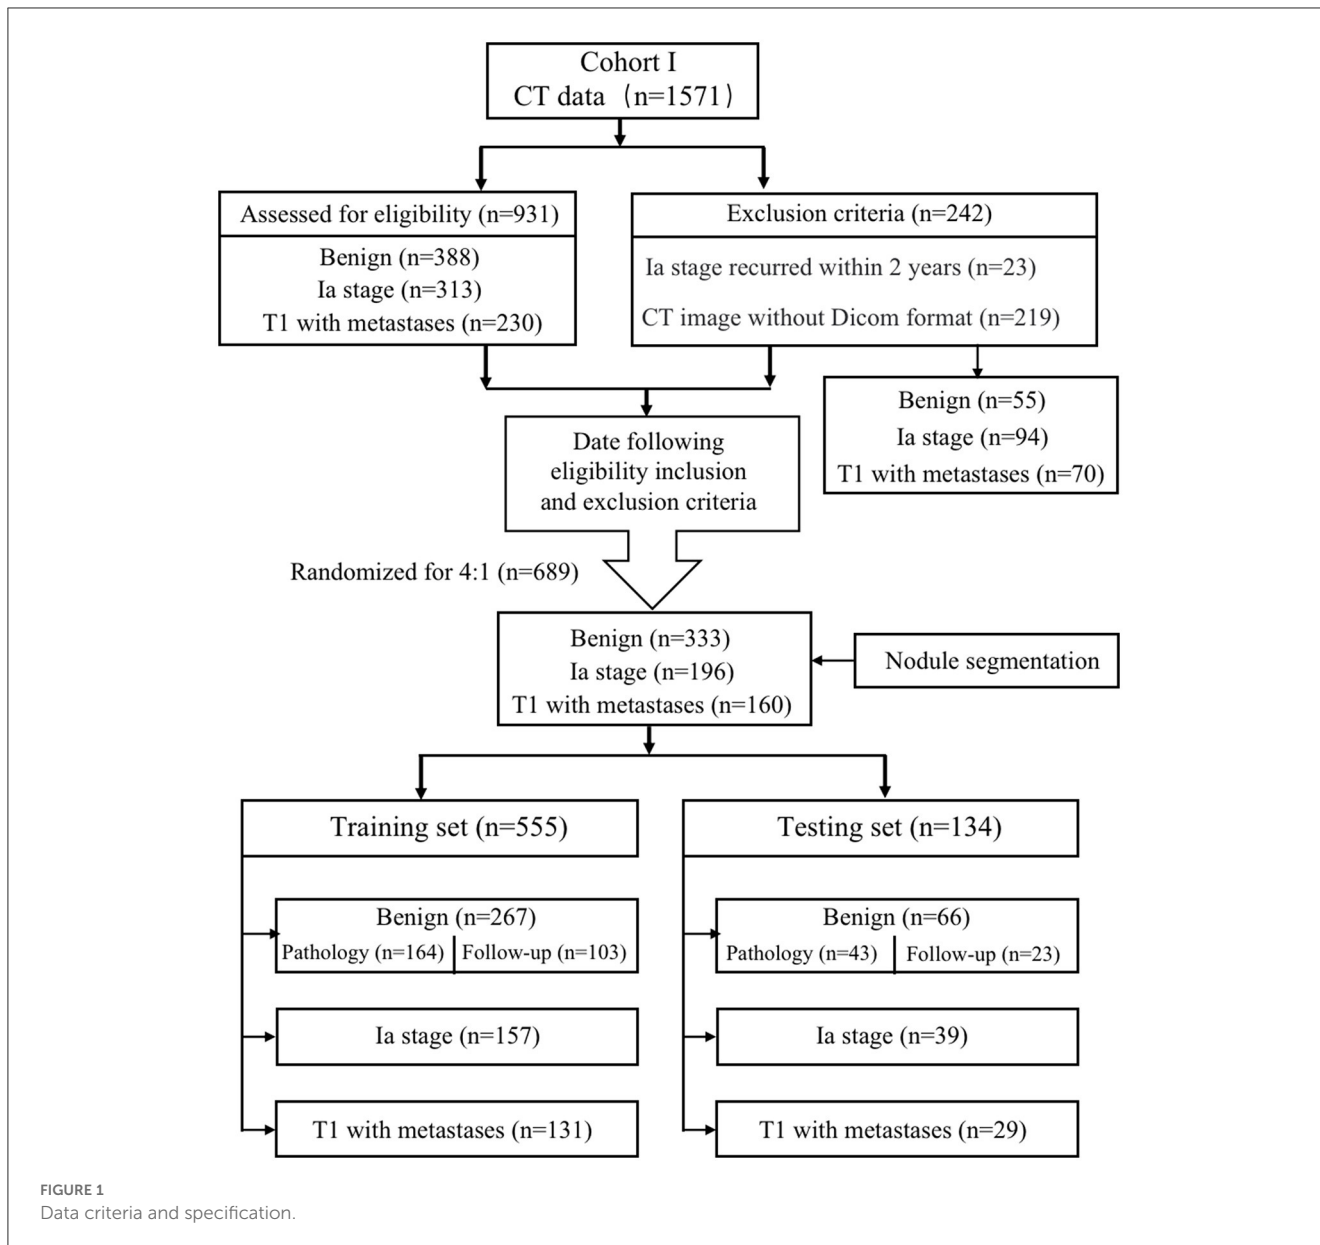 Cohort I
CT data (n=1571)
Assessed for eligibility (n=931)
Benign (n=388)
Ia stage (n=313)
T1 with metastases (n=230)
Exclusion criteria (n=242)
Ia stage recurred within 2 years (n=23)
CT image without Dicom format (n=219)
Benign (n=55)
Ia stage (n=94)
T1 with metastases (n=70)
Date following
eligibility inclusion
and exclusion criteria
Randomized for 4:1 (n=689)
Benign (n=333)
Ia stage (n=196)
T1 with metastases (n=160)
Nodule segmentation
Training set (n=555)
Benign (n=267)
Pathology (n=164) Follow-up (n=103)
Ia stage (n=157)
T1 with metastases (n=131)
Testing set (n=134)
Benign (n=66)
Pathology (n=43) Follow-up (n=23)
Ia stage (n=39)
T1 with metastases (n=29)
FIGURE 1
Data criteria and specification.